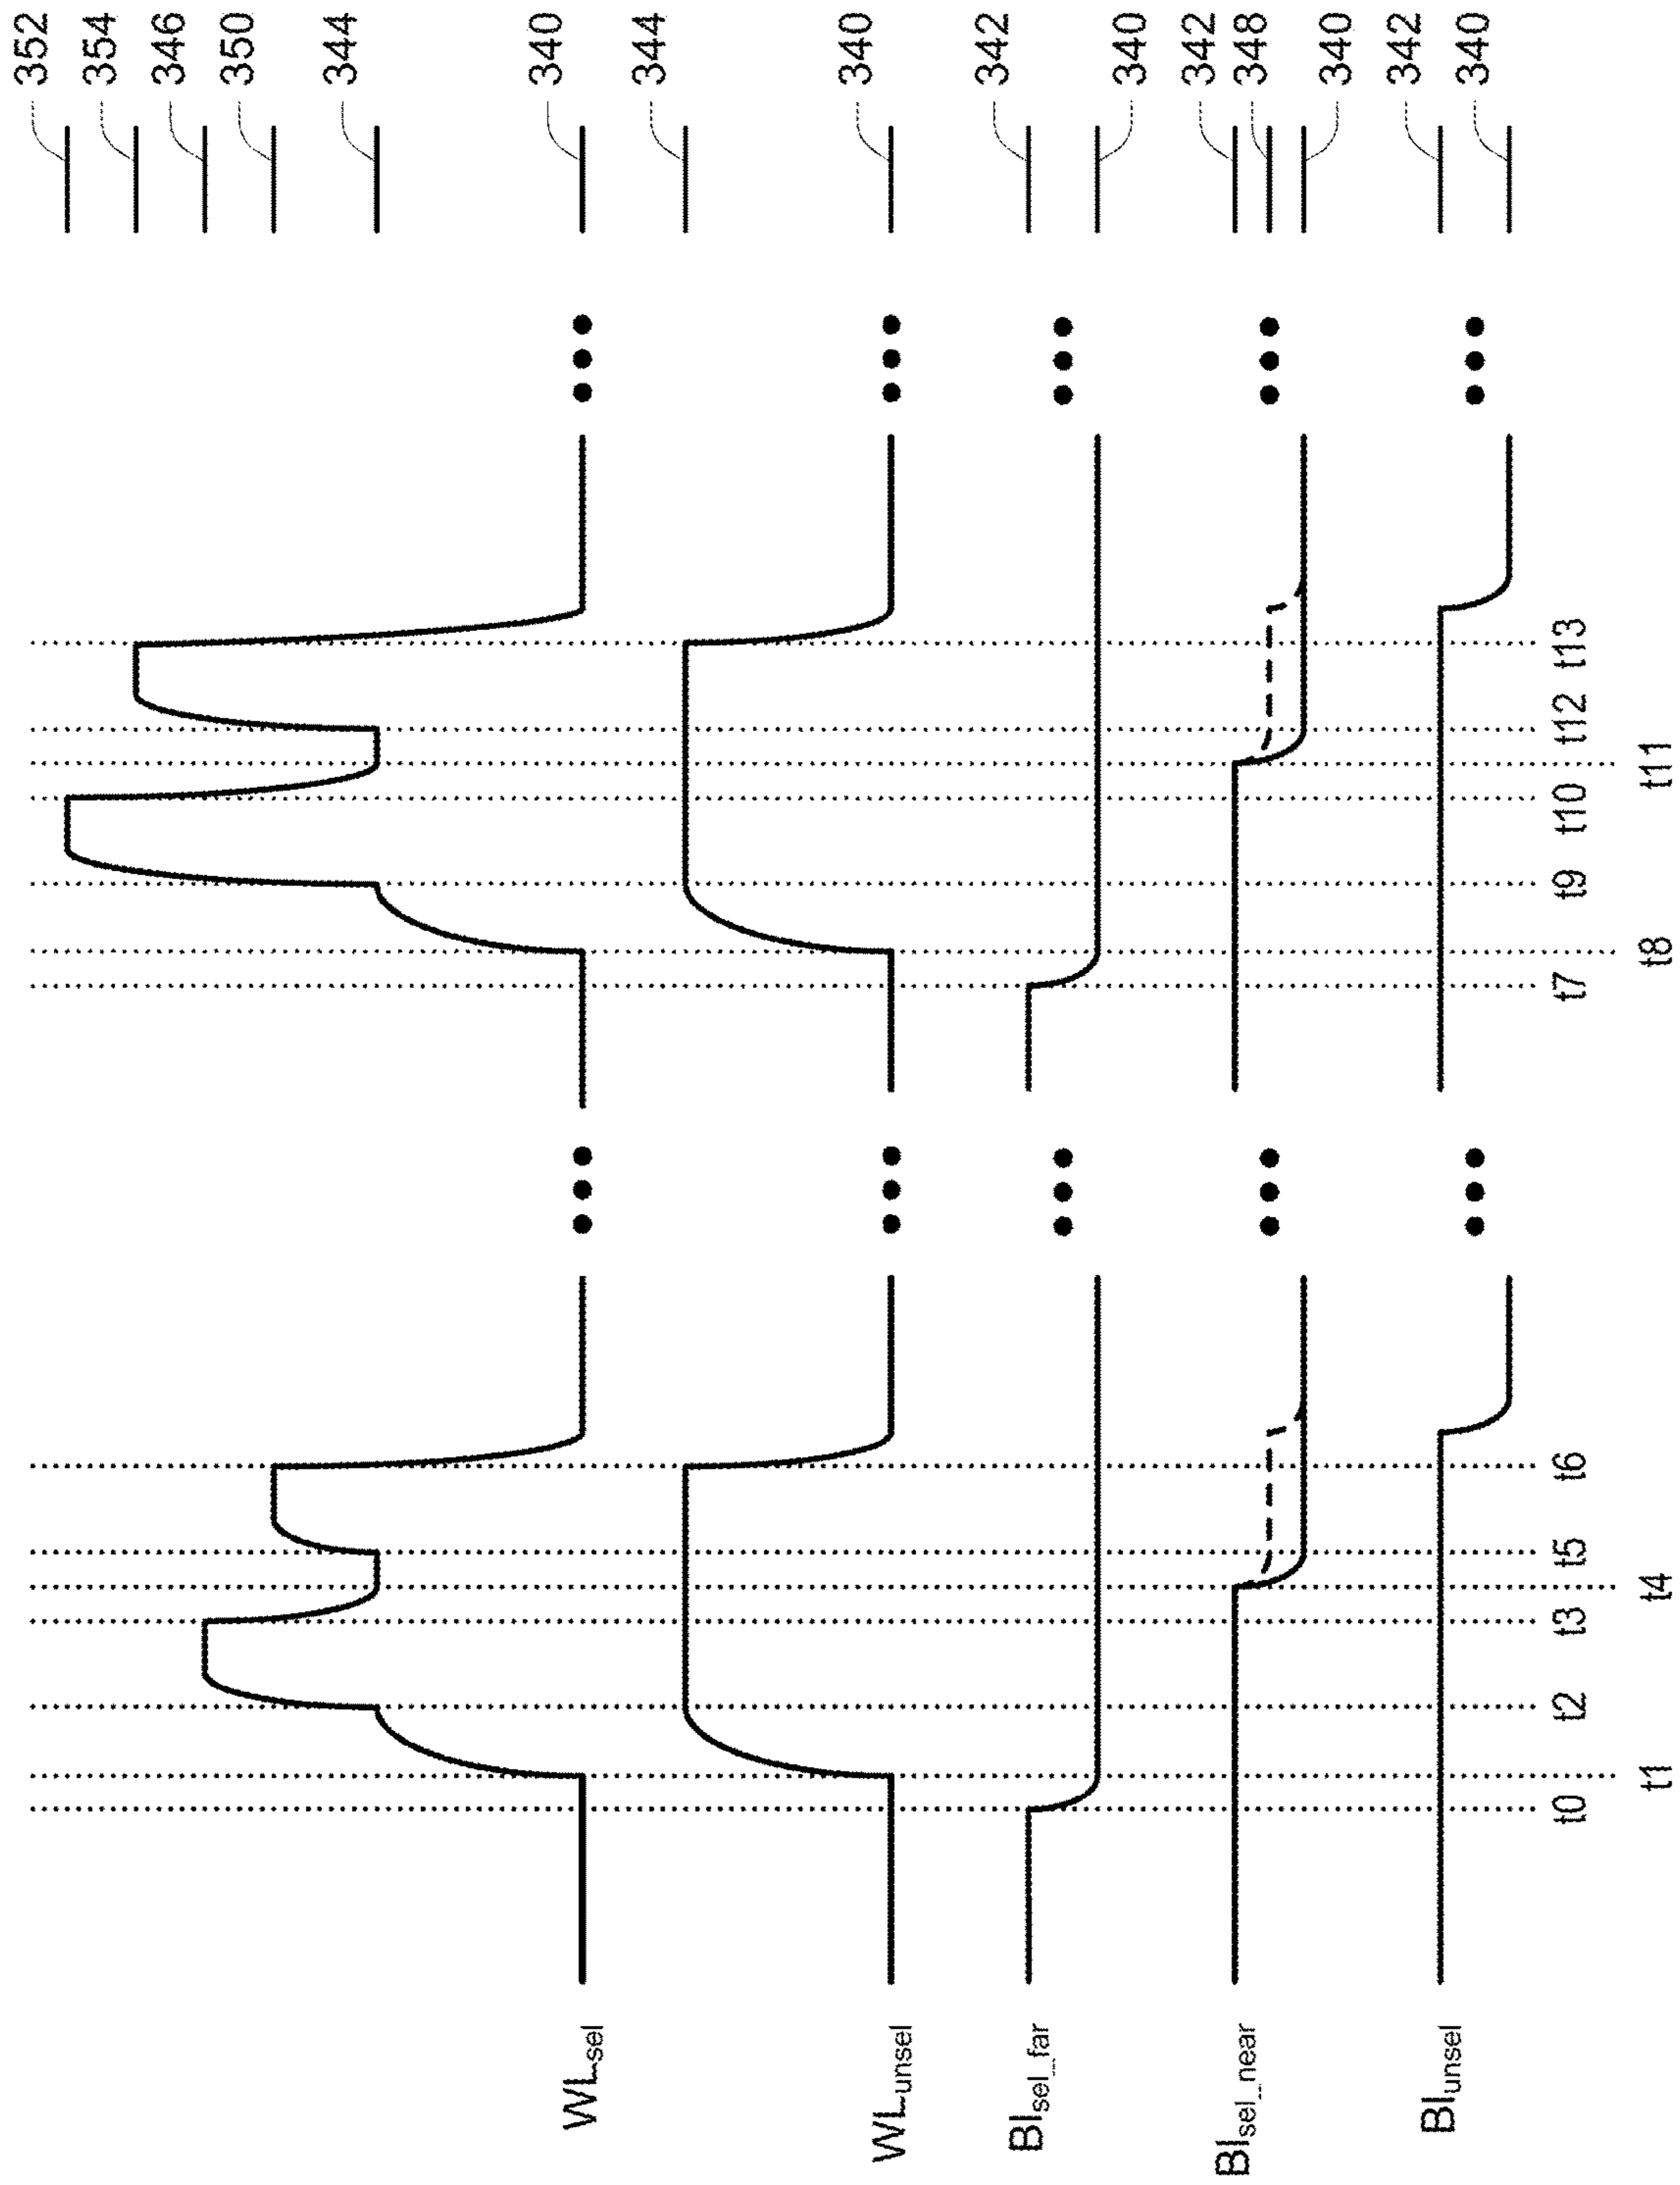 352
354
346
350
344
340
344
340
342
340
342
348
340
342
340
WLsel
WLunsel
Blsel_far
Blsel_near
Blunsel
t0
t1
t2
t3
t4
t5
t6
t7
t8
t9
t10
t11
t12
t13